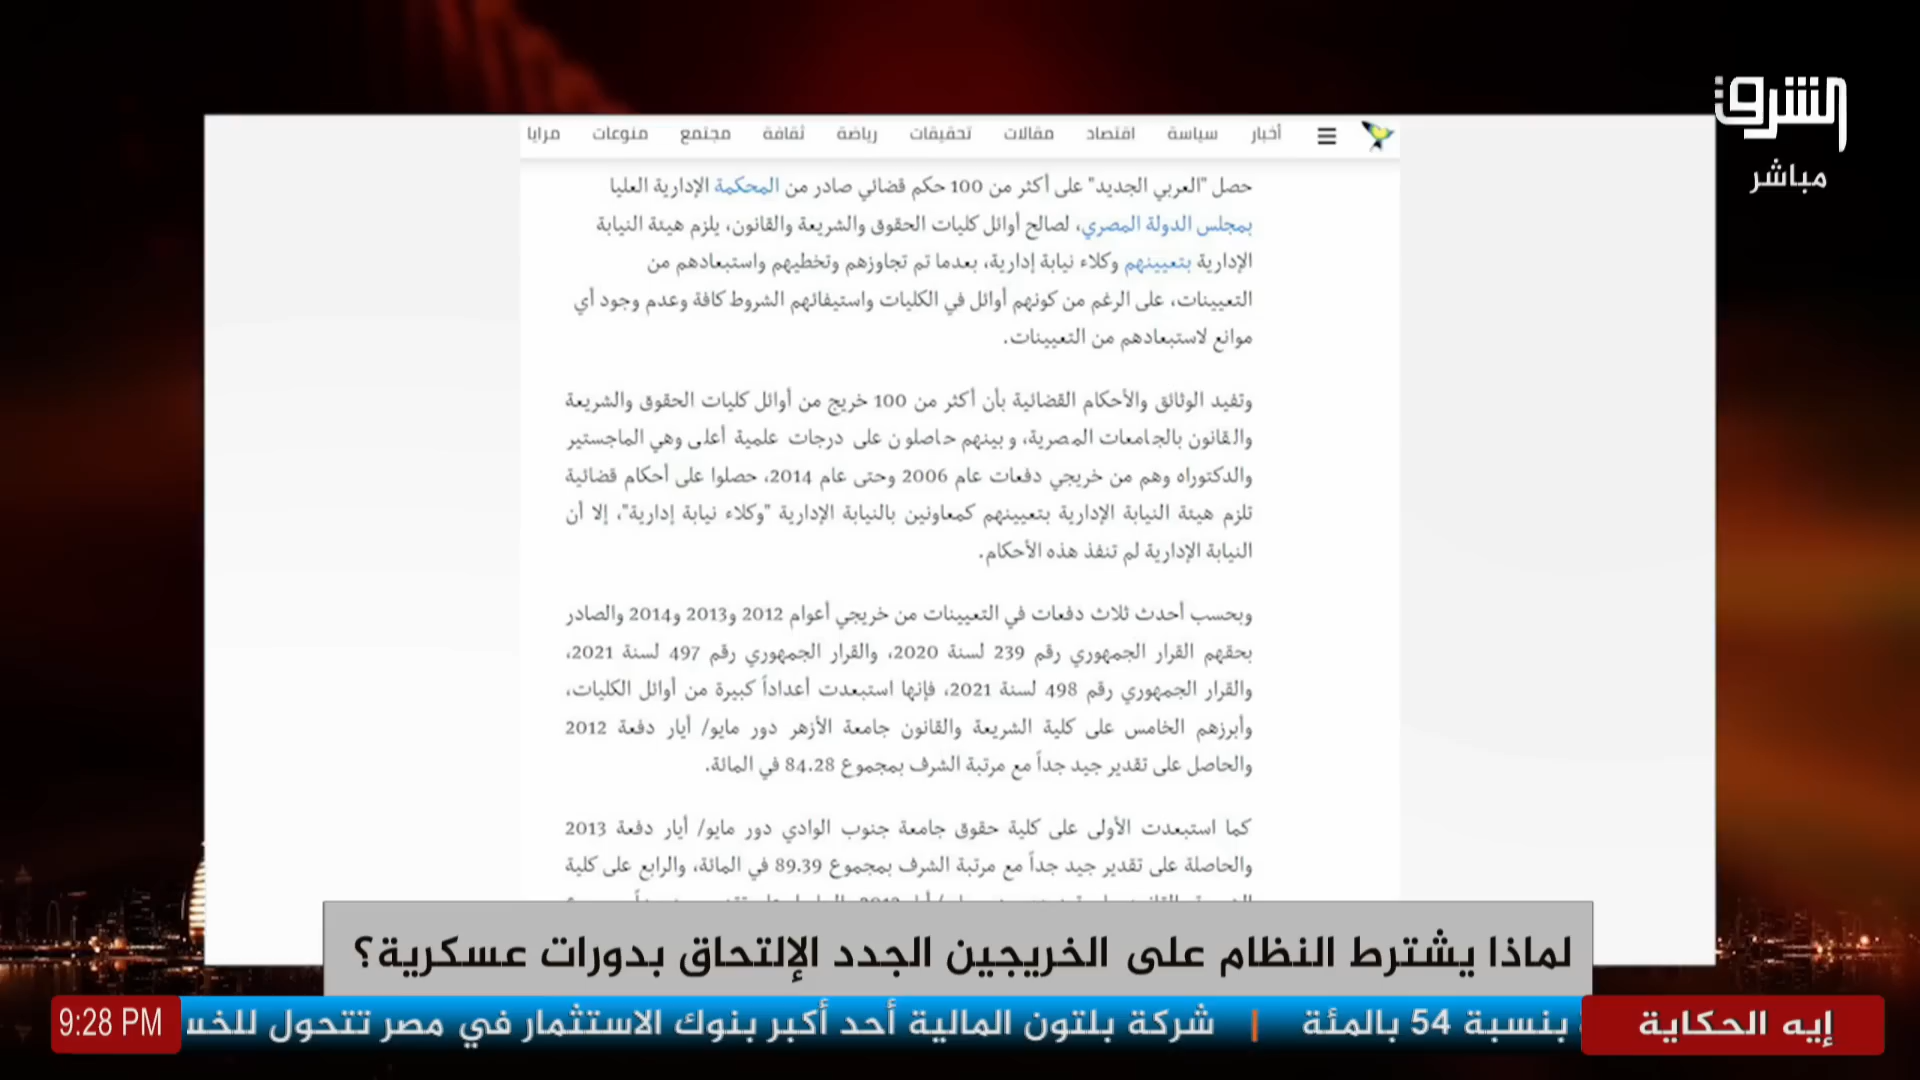 الشرق
مباشر
أخبار سياسة اقتصاد مقالات تحقيقات رياضة ثقافة مجتمع منوعات مرايا
حصل "العربي الجديد" على أكثر من 100 حكم قضائي صادر من المحكمة الإدارية العليا
بمجلس الدولة المصري، لصالح أوائل كليات الحقوق والشريعة والقانون، يلزم هيئة النيابة
الإدارية بتعيينهم وكلاء نيابة إدارية، بعدما تم تجاوزهم وتخطيهم واستبعادهم من
التعيينات، على الرغم من كونهم أوائل في الكليات واستيفائهم الشروط كافة وعدم وجود أي
موانع لاستبعادهم من التعيينات.
وتفيد الوثائق والأحكام القضائية بأن أكثر من 100 خريج من أوائل كليات الحقوق والشريعة
والقانون بالجامعات المصرية، وبينهم حاصلون على درجات علمية أعلى وهي الماجستير
والدكتوراه وهم من خريجي دفعات عام 2006 وحتى عام 2014، حصلوا على أحكام قضائية
تلزم هيئة النيابة الإدارية بتعيينهم كمعاونين بالنيابة الإدارية "وكلاء نيابة إدارية"، إلا أن
النيابة الإدارية لم تنفذ هذه الأحكام.
وبحسب أحدث ثلاث دفعات في التعيينات من خريجي أعوام 2012 و2013 و2014 والصادر
بحقهم القرار الجمهوري رقم 239 لسنة 2020، والقرار الجمهوري رقم 497 لسنة 2021،
والقرار الجمهوري رقم 498 لسنة 2021، فإنها استبعدت أعداداً كبيرة من أوائل الكليات،
وأبرزهم الخامس على كلية الشريعة والقانون جامعة الأزهر دور مايو/ أيار دفعة 2012
والحاصل على تقدير جيد جداً مع مرتبة الشرف بمجموع 84.28 في المائة.
كما استبعدت الأولى على كلية حقوق جامعة جنوب الوادي دور مايو/ أيار دفعة 2013
والحاصلة على تقدير جيد جداً مع مرتبة الشرف بمجموع 89.39 في المائة، والرابع على كلية
لماذا يشترط النظام على الخريجين الجدد الإلتحاق بدورات عسكرية؟
إيه الحكاية
بنسبة 54 بالمئة | شركة بلتون المالية أحد أكبر بنوك الاستثمار في مصر تتحول
9:28 PM